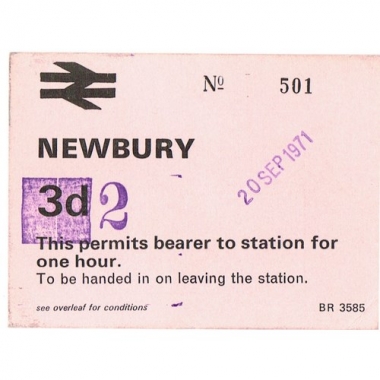 Nº 501
NEWBURY
20 SEP 1971
3d 2
This permits bearer to station for
one hour.
To be handed in on leaving the station.
see overleaf for conditions
BR 3585